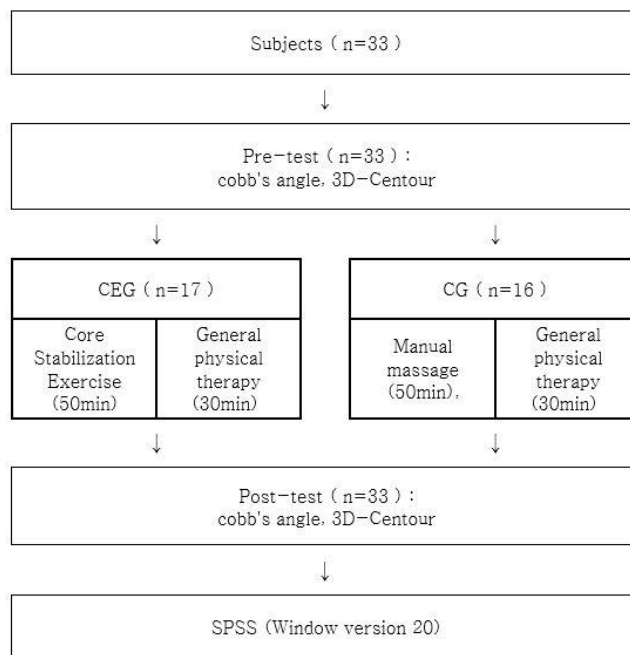 Subjects ( n=33 )
↓
Pre-test ( n=33 ) :
cobb's angle, 3D-Centour
↓ ↓
CEG ( n=17 )
Core
Stabilization
Exercise
(50min)
General
physical
therapy
(30min)
CG ( n=16 )
Manual
massage
(50min),
General
physical
therapy
(30min)
↓ ↓
Post-test ( n=33 ) :
cobb's angle, 3D-Centour
↓
SPSS (Window version 20)